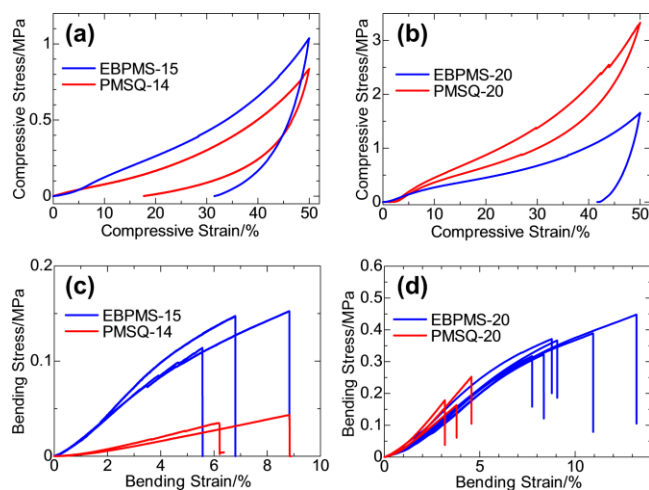 (a)
EBPMS-15
PMSQ-14
Compressive Stress/MPa
1
0.5
0
0 10 20 30 40 50
Compressive Strain/%
(b)
EBPMS-20
PMSQ-20
Compressive Stress/MPa
3
2
1
0
0 10 20 30 40 50
Compressive Strain/%
(c)
EBPMS-15
PMSQ-14
Bending Stress/MPa
0.2
0.1
0
0 2 4 6 8 10
Bending Strain/%
(d)
EBPMS-20
PMSQ-20
Bending Stress/MPa
0.6
0.5
0.4
0.3
0.2
0.1
0
0 5 10
Bending Strain/%